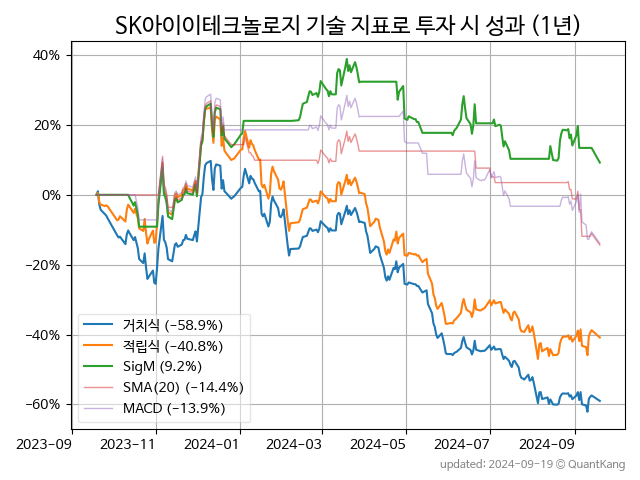 SK아이이테크놀로지 기술 지표로 투자 시 성과 (1년)
40%
20%
0%
−20%
−40%
−60%
거치식 (−58.9%)
적립식 (−40.8%)
SigM (9.2%)
SMA(20) (−14.4%)
MACD (−13.9%)
2023-09
2023-11
2024-01
2024-03
2024-05
2024-07
2024-09
updated: 2024-09-19 ⓒ QuantKang